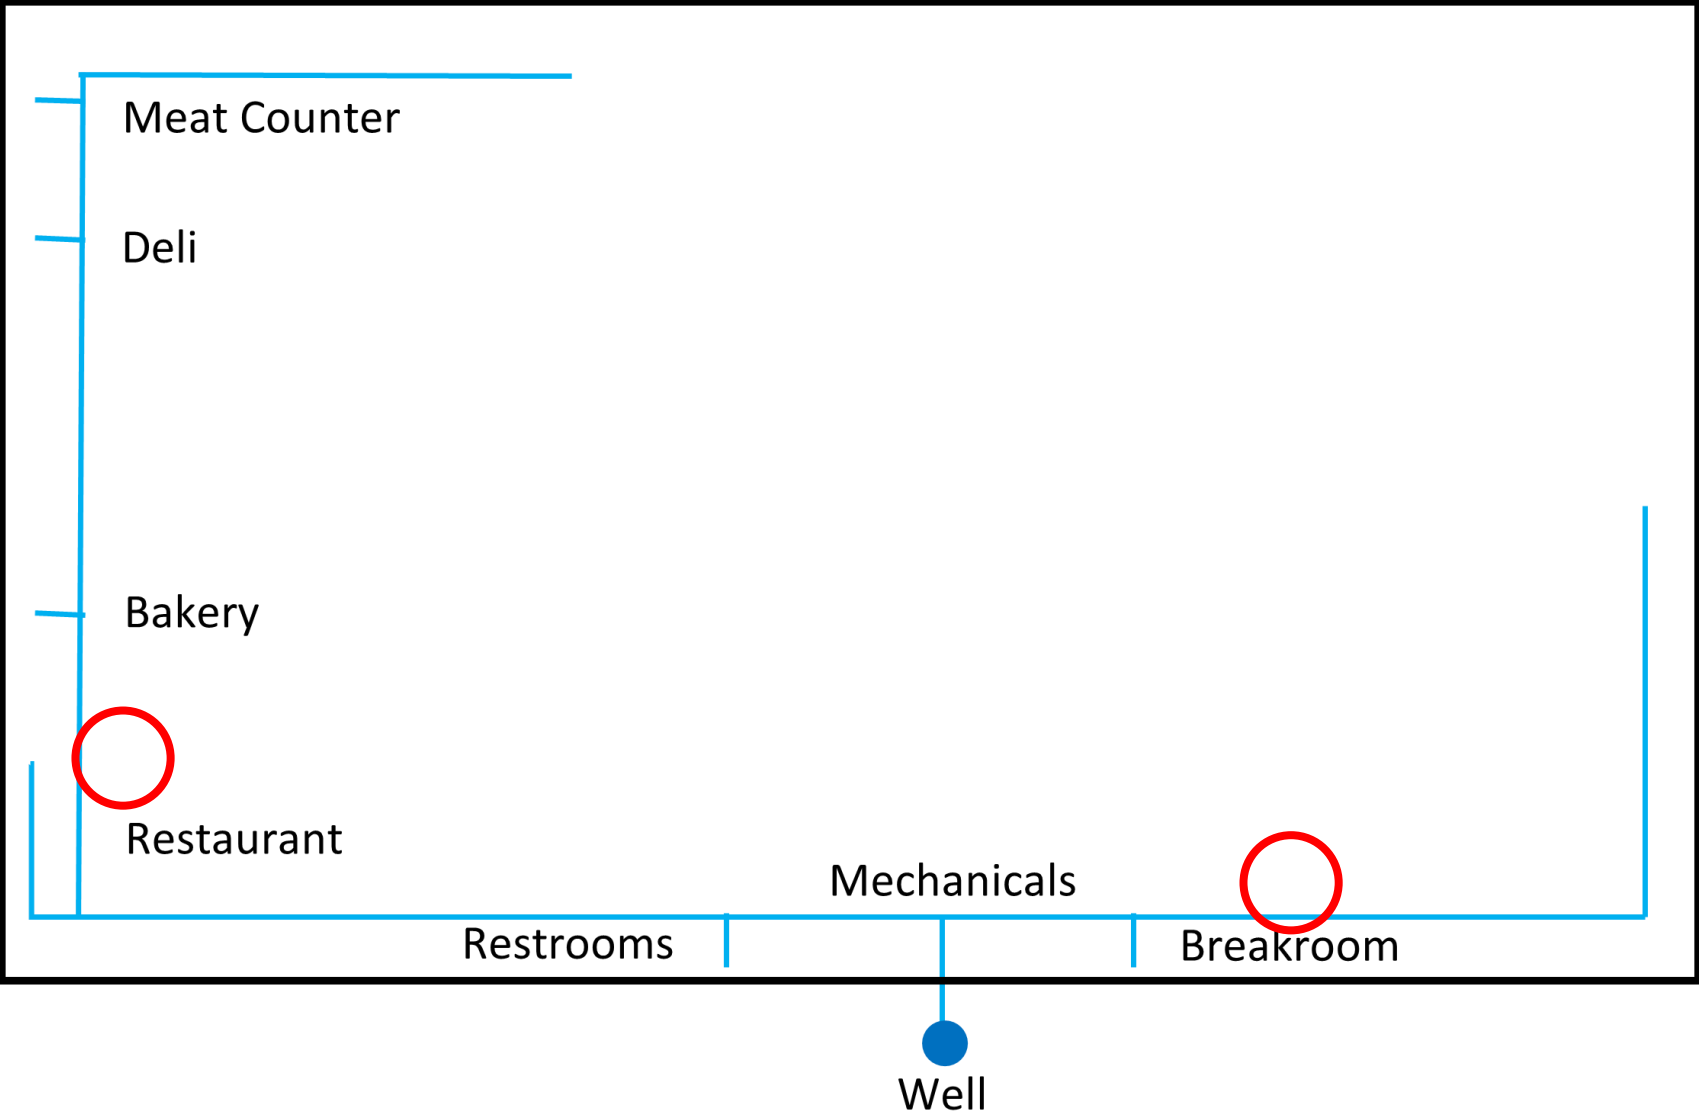 Meat Counter
Deli
Bakery
Restaurant
Mechanicals
Restrooms
Breakroom
Well